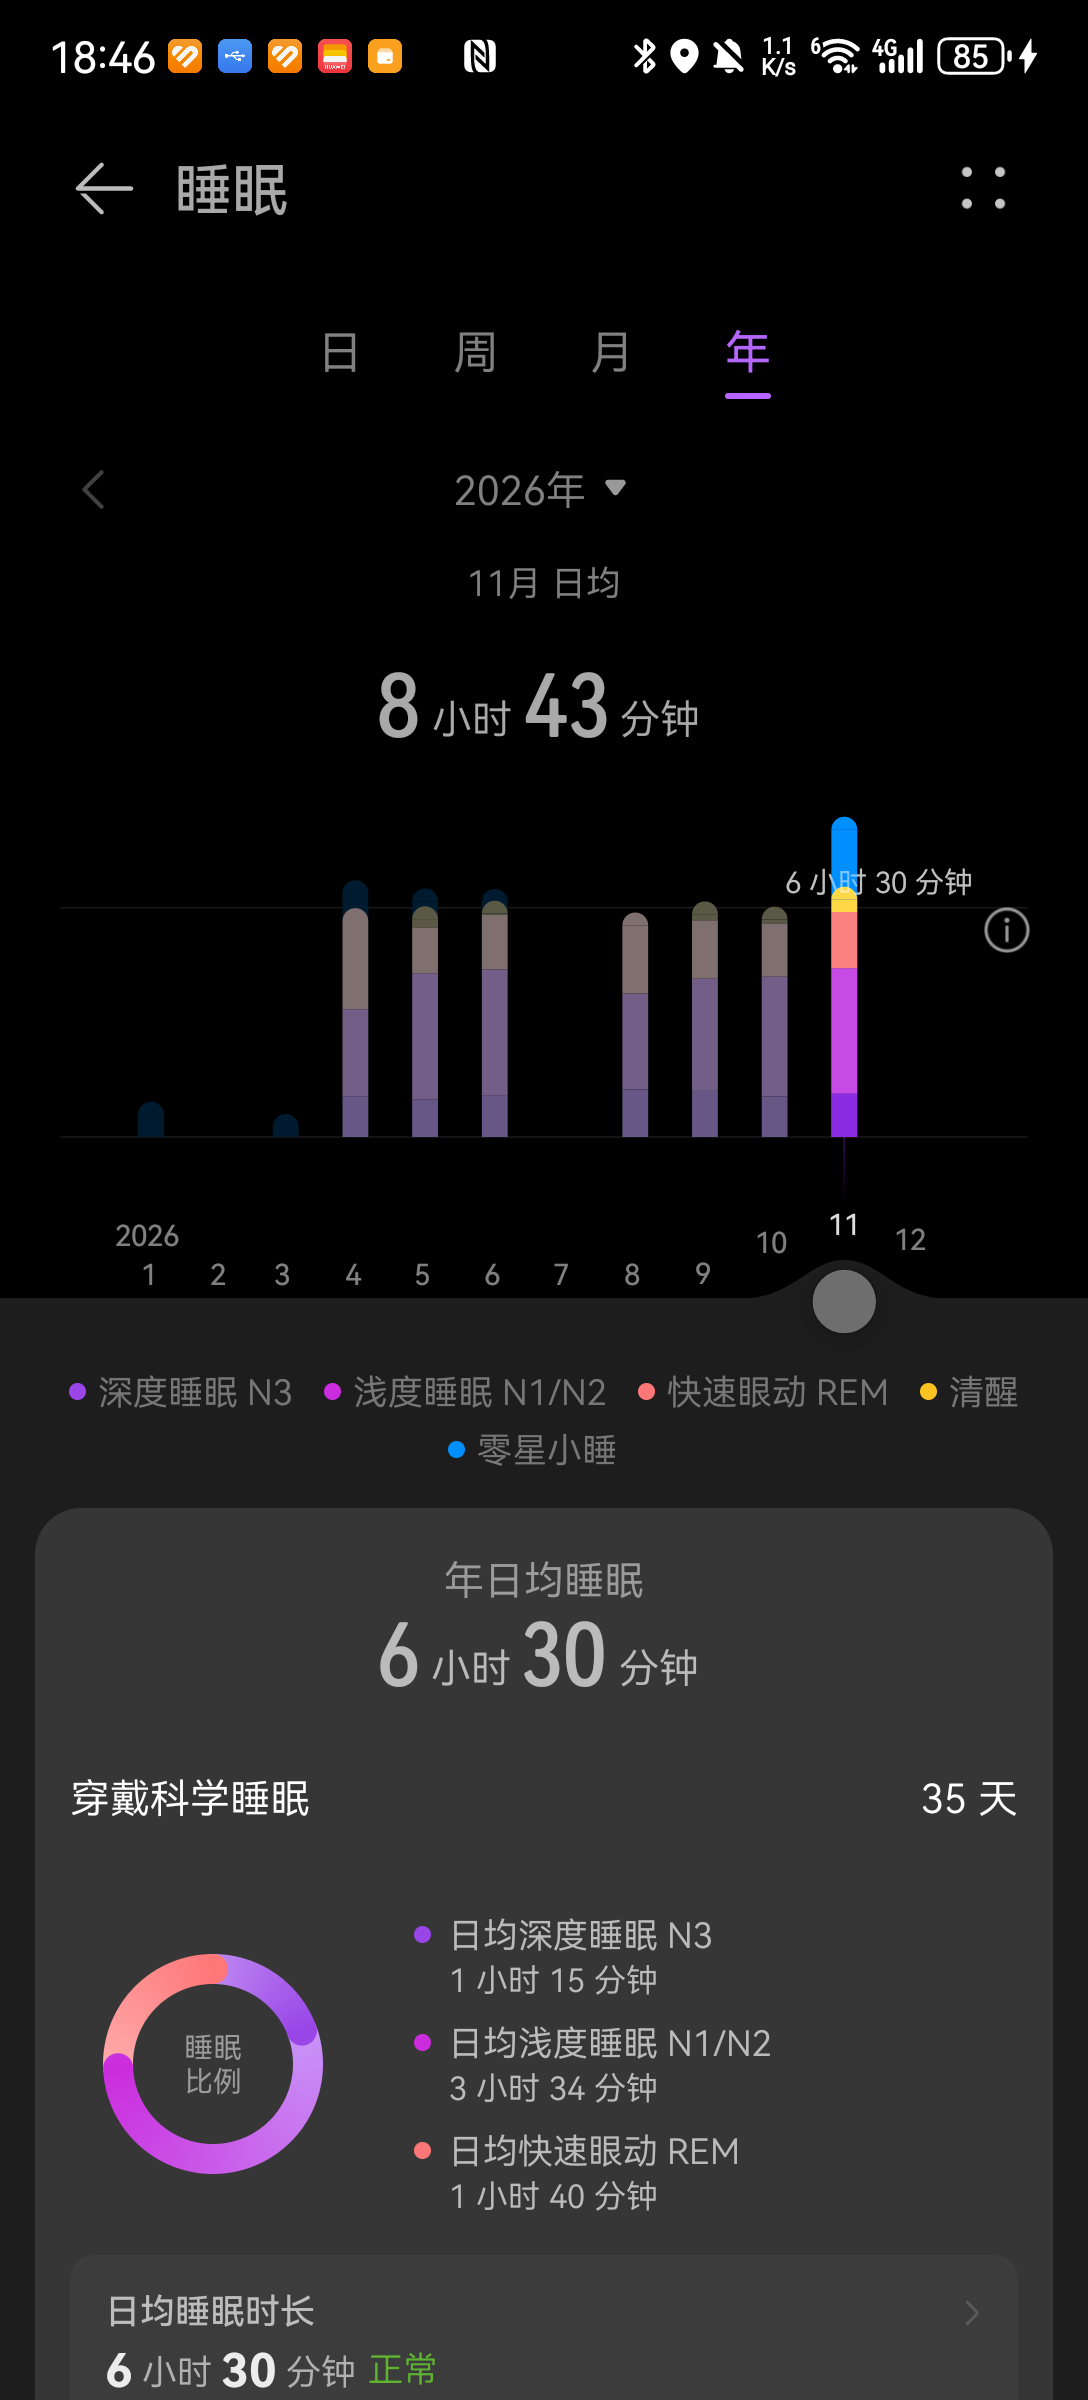 18:46
1.1 K/s 6 4G 85
睡眠
日 周 月 年
2026年
11月 日均
8 小时 43 分钟
6 小时 30 分钟
2026
1 2 3 4 5 6 7 8 9 10 11 12
深度睡眠 N3 浅度睡眠 N1/N2 快速眼动 REM 清醒
零星小睡
年日均睡眠
6 小时 30 分钟
穿戴科学睡眠 35 天
睡眠
比例
日均深度睡眠 N3
1 小时 15 分钟
日均浅度睡眠 N1/N2
3 小时 34 分钟
日均快速眼动 REM
1 小时 40 分钟
日均睡眠时长
6 小时 30 分钟 正常